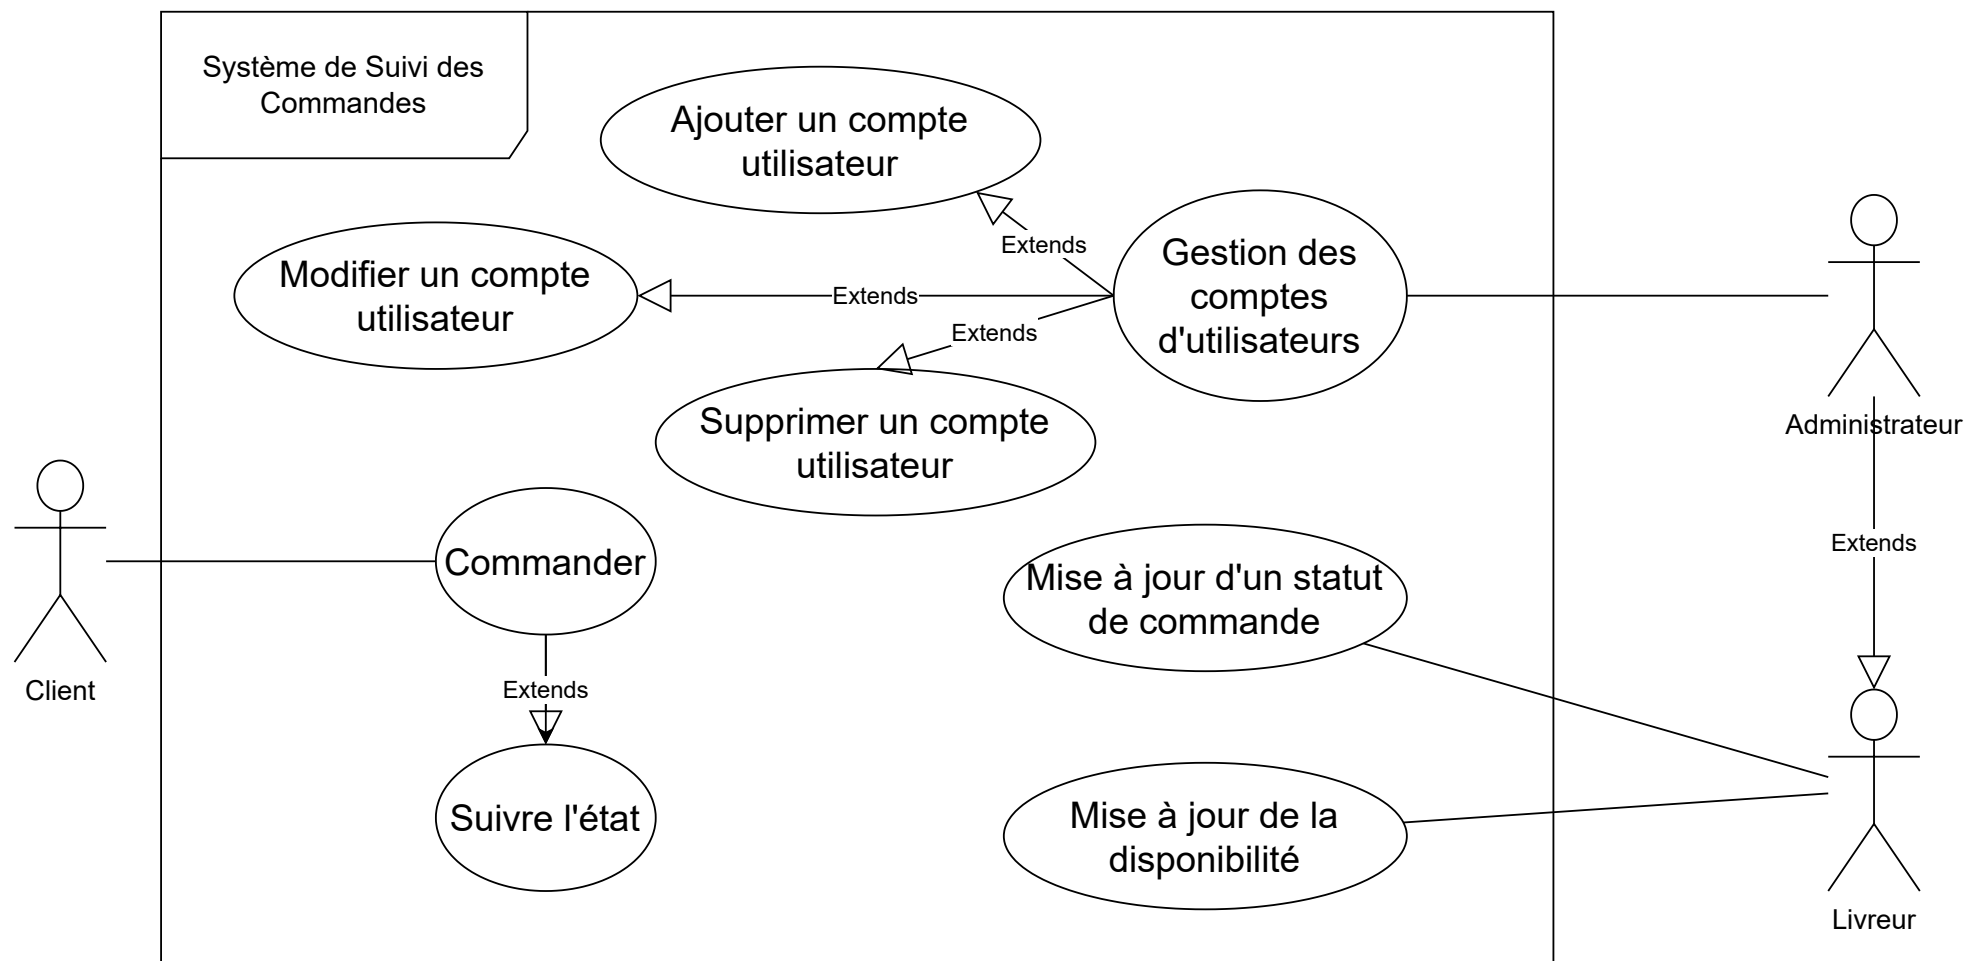 Système de Suivi des
Commandes
Ajouter un compte
utilisateur
Extends
Modifier un compte
utilisateur
Extends
Gestion des
comptes
d'utilisateurs
Extends
Supprimer un compte
utilisateur
Administrateur
Commander
Client
Extends
Suivre l'état
Mise à jour d'un statut
de commande
Extends
Mise à jour de la
disponibilité
Livreur